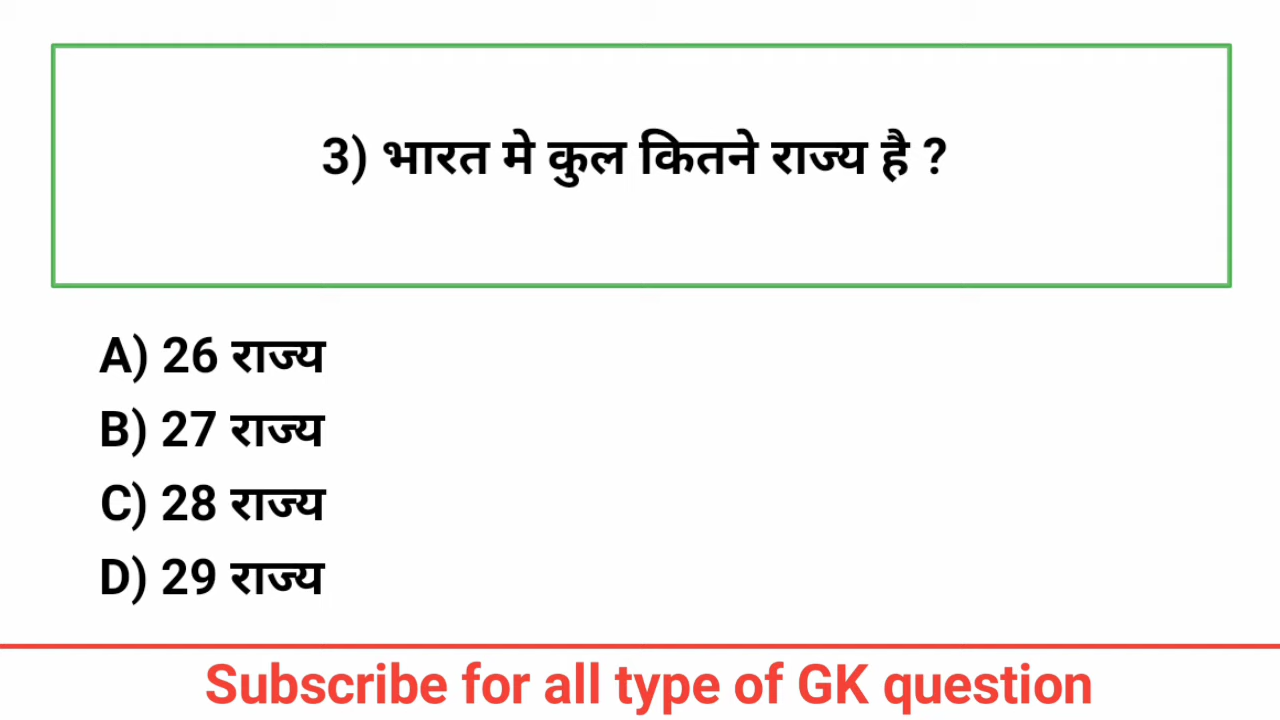 3) भारत मे कुल कितने राज्य है ?
A) 26 राज्य
B) 27 राज्य
C) 28 राज्य
D) 29 राज्य
Subscribe for all type of GK question